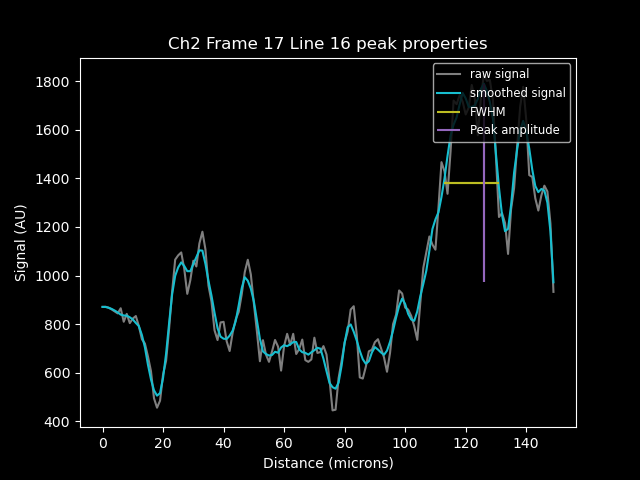 Ch2 Frame 17 Line 16 peak properties
raw signal
smoothed signal
FWHM
Peak amplitude
Signal (AU)
1800
1600
1400
1200
1000
800
600
400
0 20 40 60 80 100 120 140
Distance (microns)